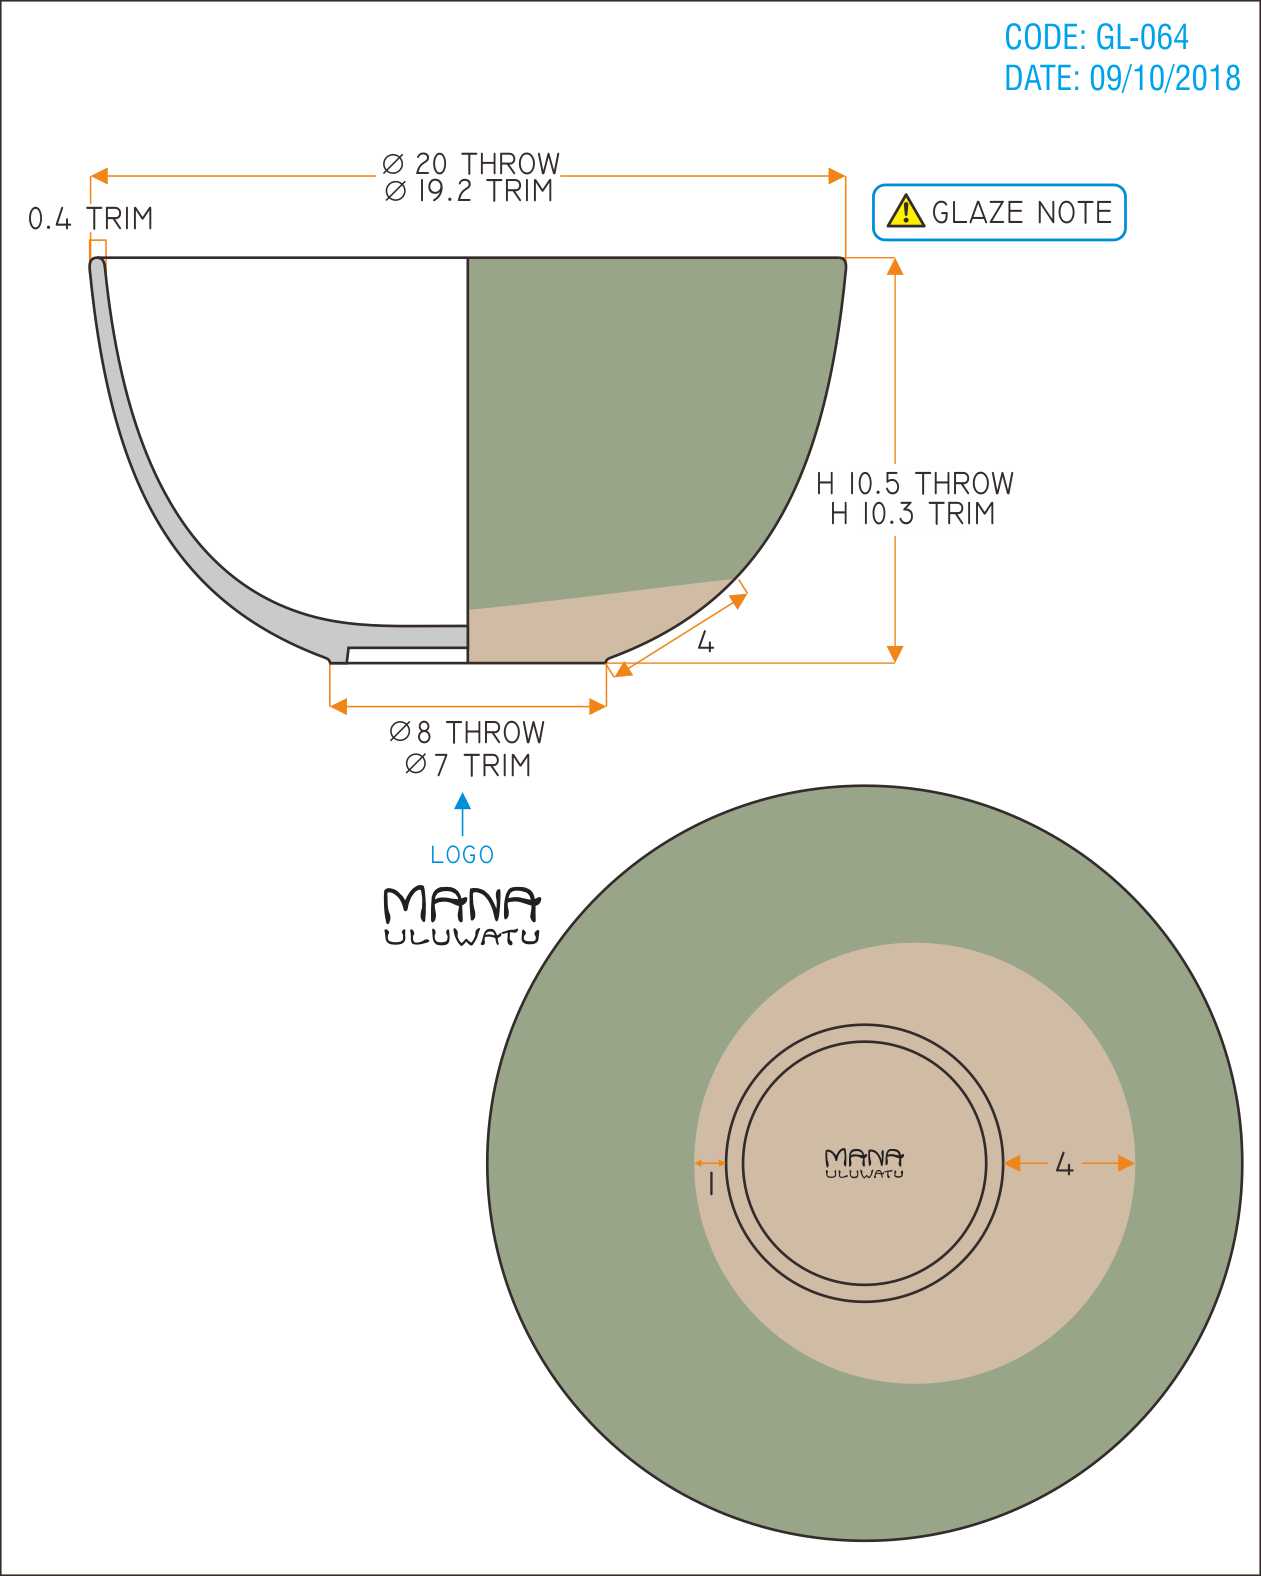 CODE: GL-064
DATE: 09/10/2018
Ø 20 THROW
Ø 19.2 TRIM
0.4 TRIM
GLAZE NOTE
H 10.5 THROW
H 10.3 TRIM
4
Ø 8 THROW
Ø 7 TRIM
LOGO
MANA
ULUWATU
MANA
ULUWATU
4
1